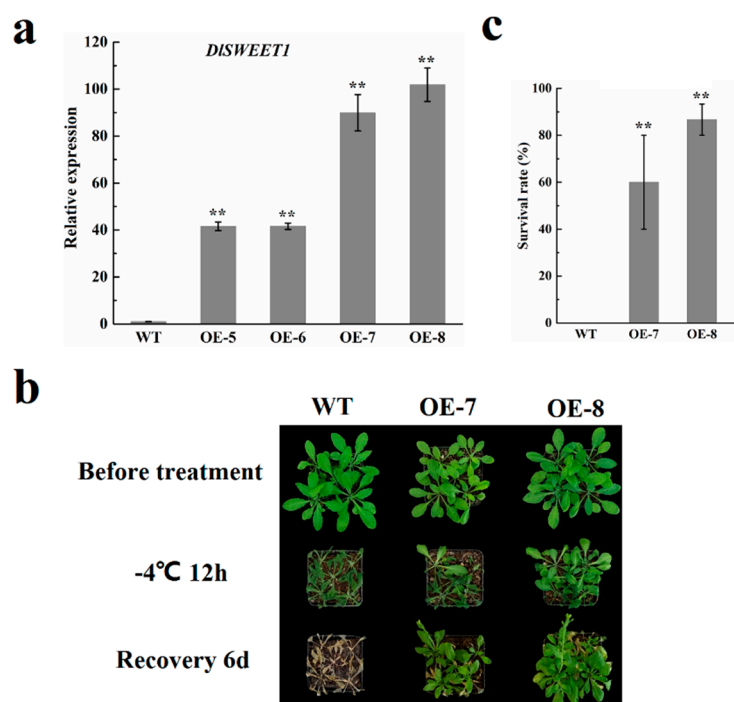 a
DlSWEET1
Relative expression
120
100
80
60
40
20
0
** ** ** **
WT OE-5 OE-6 OE-7 OE-8
c
Survival rate (%)
100
80
60
40
20
0
** **
WT OE-7 OE-8
b
WT OE-7 OE-8
Before treatment
-4℃ 12h
Recovery 6d